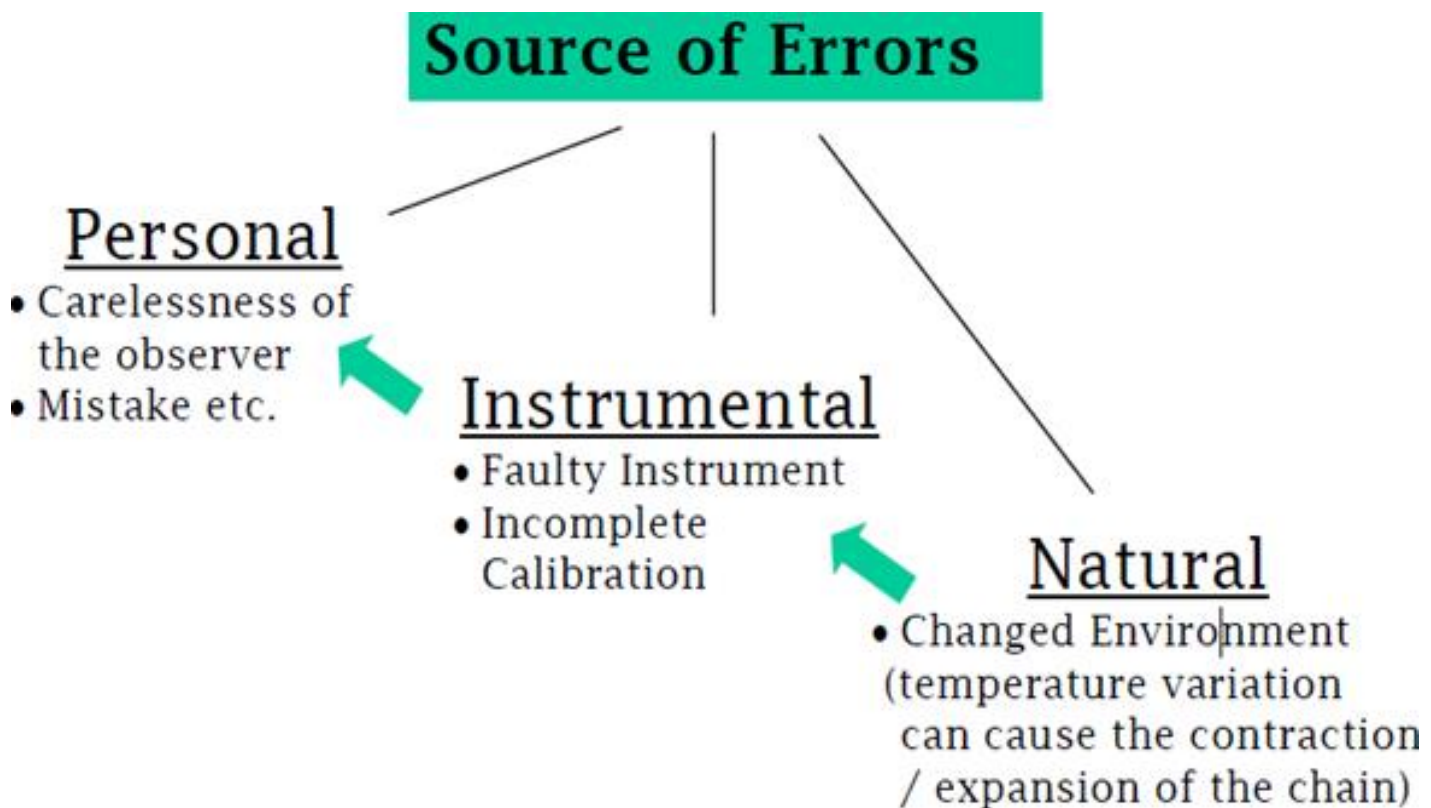 Source of Errors
Personal
• Carelessness of
the observer
• Mistake etc.
Instrumental
• Faulty Instrument
• Incomplete
Calibration
Natural
• Changed Environment
(temperature variation
can cause the contraction
/ expansion of the chain)